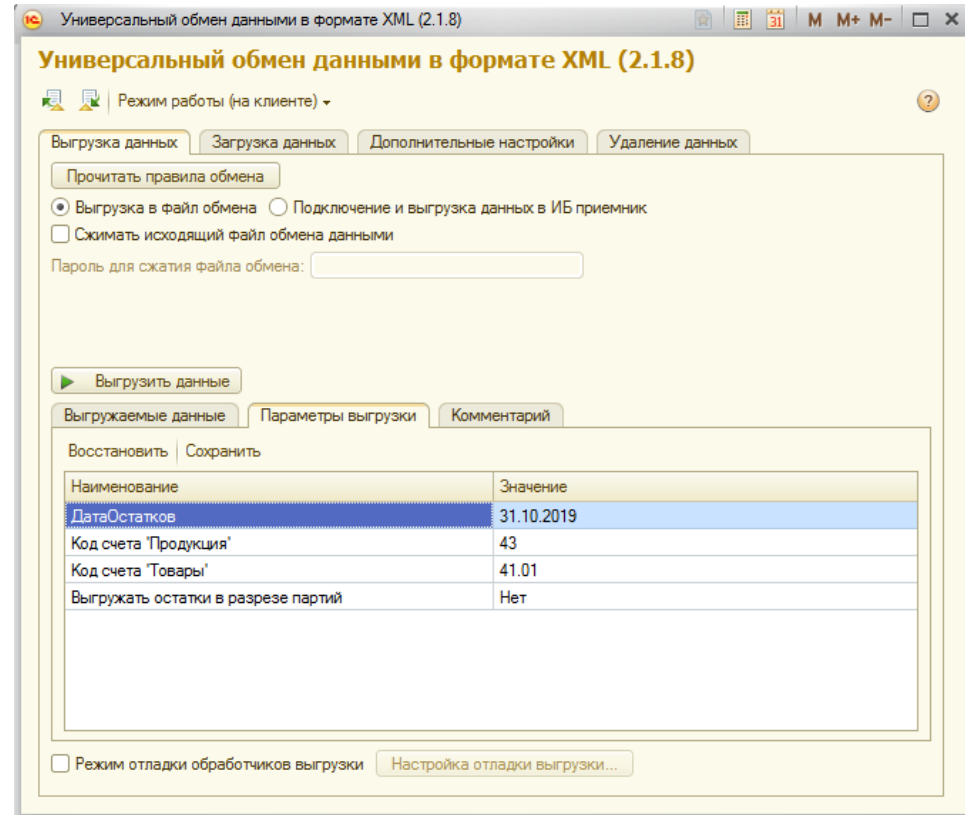 Универсальный обмен данными в формате XML (2.1.8)
31
M M+ M-
Универсальный обмен данными в формате XML (2.1.8)
Режим работы (на клиенте)
?
Выгрузка данных Загрузка данных Дополнительные настройки Удаление данных
Прочитать правила обмена
Выгрузка в файл обмена Подключение и выгрузка данных в ИБ приемник
Сжимать исходящий файл обмена данными
Пароль для сжатия файла обмена:
Выгрузить данные
Выгружаемые данные Параметры выгрузки Комментарий
Восстановить Сохранить
Наименование Значение
ДатаОстатков 31.10.2019
Код счета 'Продукция' 43
Код счета 'Товары' 41.01
Выгружать остатки в разрезе партий Нет
Режим отладки обработчиков выгрузки Настройка отладки выгрузки...